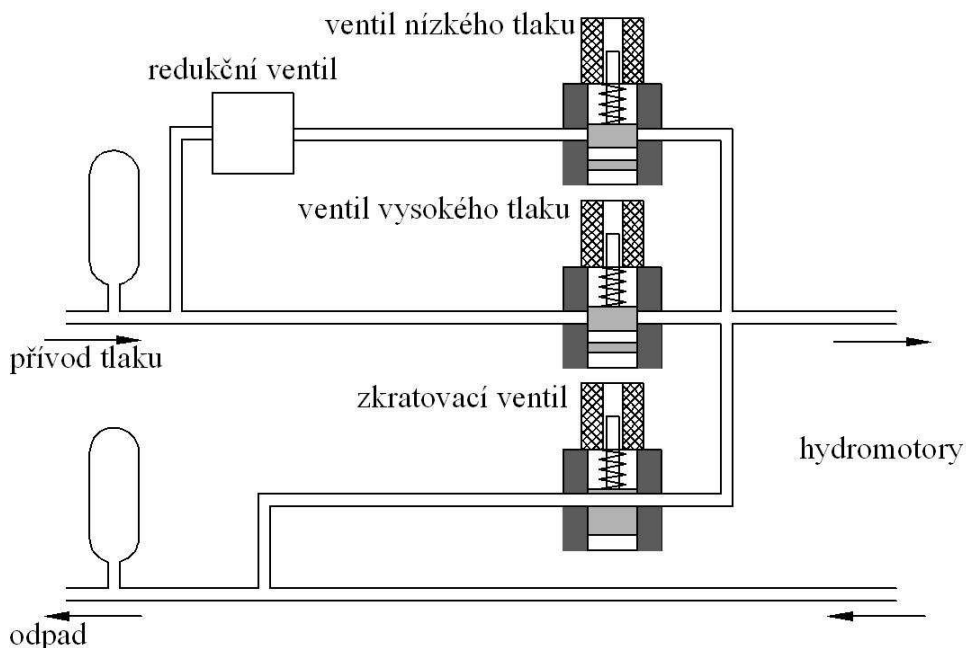 ventil nízkého tlaku
redukční ventil
ventil vysokého tlaku
přívod tlaku
zkratovací ventil
hydromotory
odpad